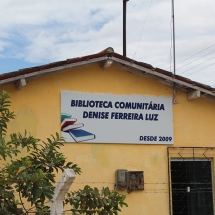 BIBLIOTECA COMUNITÁRIA
DENISE FERREIRA LUZ
DESDE 2009